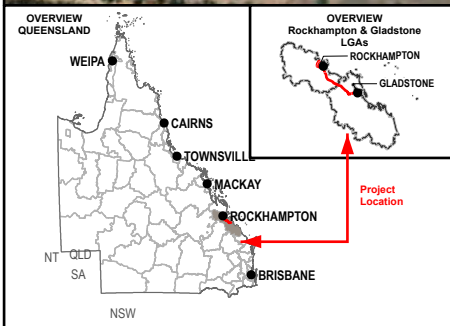 OVERVIEW
QUEENSLAND
WEIPA
CAIRNS
TOWNSVILLE
MACKAY
ROCKHAMPTON
BRISBANE
NT
QLD
SA
NSW
OVERVIEW
Rockhampton & Gladstone
LGAs
ROCKHAMPTON
GLADSTONE
Project
Location